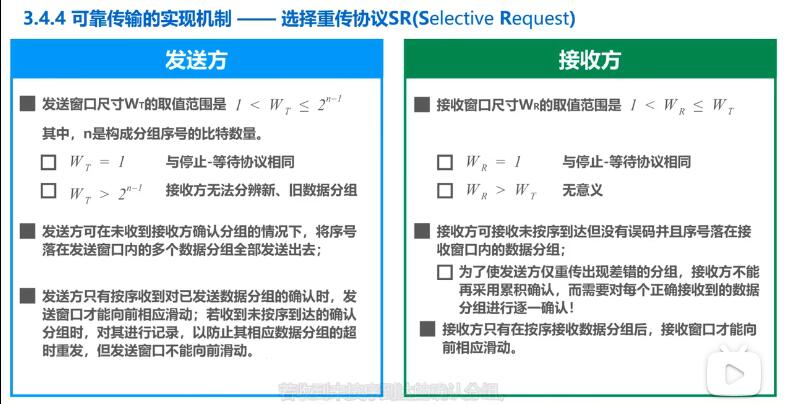 3.4.4 可靠传输的实现机制 —— 选择重传协议SR(Selective Request)
发送方
发送窗口尺寸WT的取值范围是 1 < W_T ≤ 2^{n-1}
其中，n是构成分组序号的比特数量。
W_T = 1 与停止-等待协议相同
W_T > 2^{n-1} 接收方无法分辨新、旧数据分组
发送方可在未收到接收方确认分组的情况下，将序号
落在发送窗口内的多个数据分组全部发送出去；
发送方只有按序收到对已发送数据分组的确认时，发
送窗口才能向前相应滑动；若收到未按序到达的确认
分组时，对其进行记录，以防止其相应数据分组的超
时重发，但发送窗口不能向前滑动。
接收方
接收窗口尺寸WR的取值范围是 1 < W_R ≤ W_T
W_R = 1 与停止-等待协议相同
W_R > W_T 无意义
接收方可接收未按序到达但没有误码并且序号落在接
收窗口内的数据分组；
为了使发送方仅重传出现差错的分组，接收方不能
再采用累积确认，而需要对每个正确接收到的数据
分组进行逐一确认！
接收方只有在按序接收数据分组后，接收窗口才能向
前相应滑动。
若收到未按序到达的确认分组，